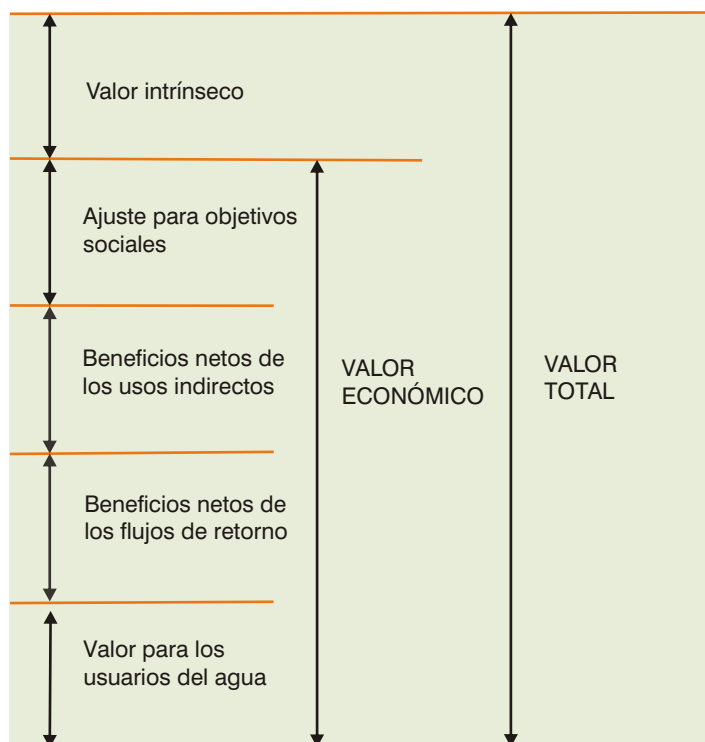 Valor intrínseco
Ajuste para objetivos
sociales
Beneficios netos de
los usos indirectos
VALOR
ECONÓMICO
VALOR
TOTAL
Beneficios netos de
los flujos de retorno
Valor para los
usuarios del agua